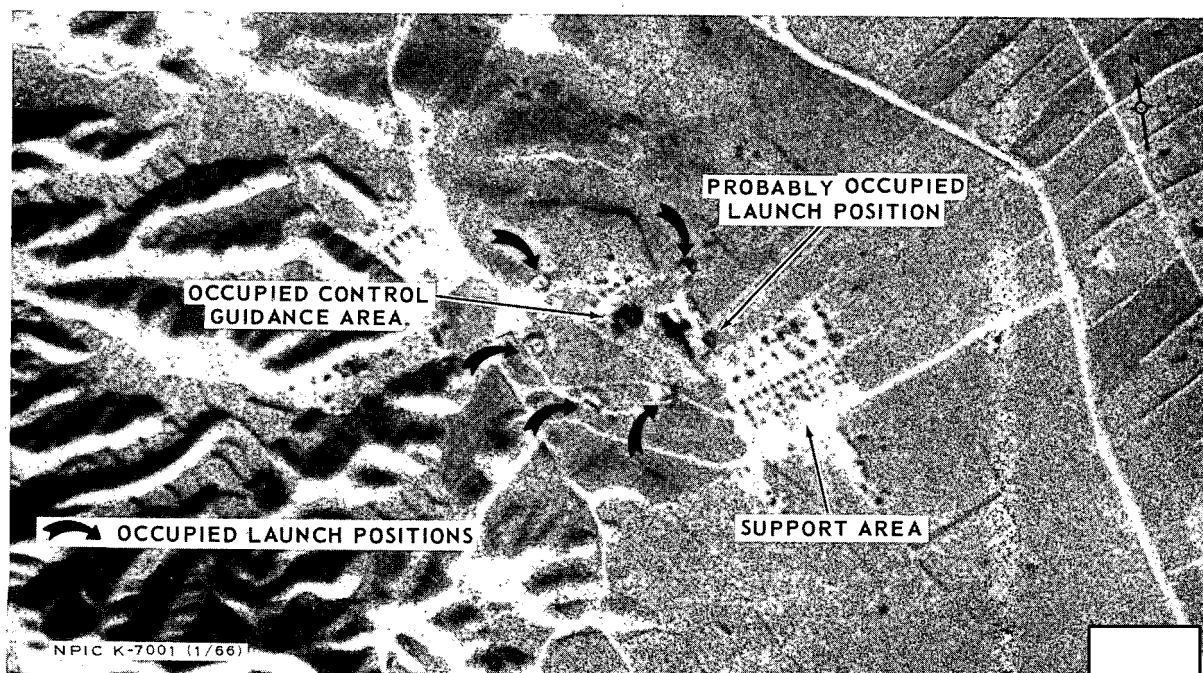 N
PROBABLY OCCUPIED
LAUNCH POSITION
OCCUPIED CONTROL
GUIDANCE AREA
OCCUPIED LAUNCH POSITIONS
SUPPORT AREA
NPIC K-7001 (1/66)